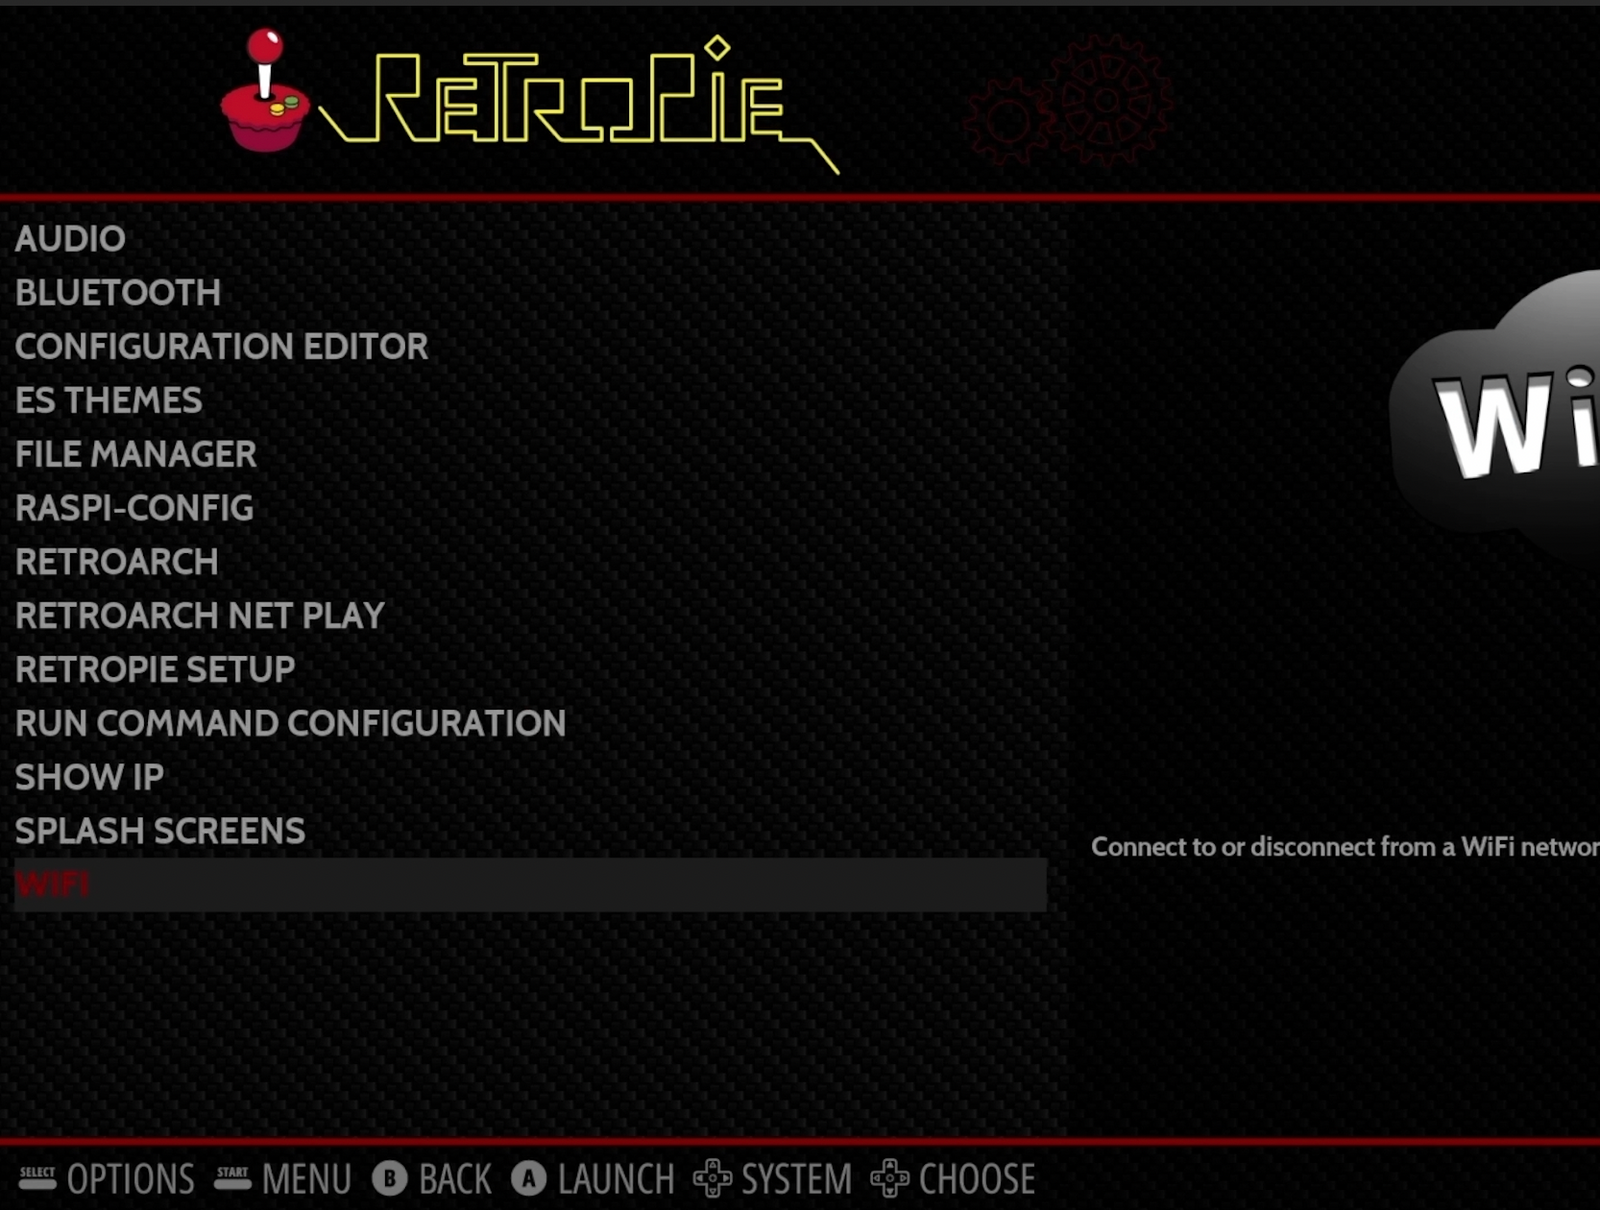 RETROPIE
AUDIO
BLUETOOTH
CONFIGURATION EDITOR
ES THEMES
FILE MANAGER
RASPI-CONFIG
RETROARCH
RETROARCH NET PLAY
RETROPIE SETUP
RUN COMMAND CONFIGURATION
SHOW IP
SPLASH SCREENS
WIFI
Wi
Connect to or disconnect from a WiFi networ
SELECT OPTIONS START MENU B BACK A LAUNCH SYSTEM CHOOSE